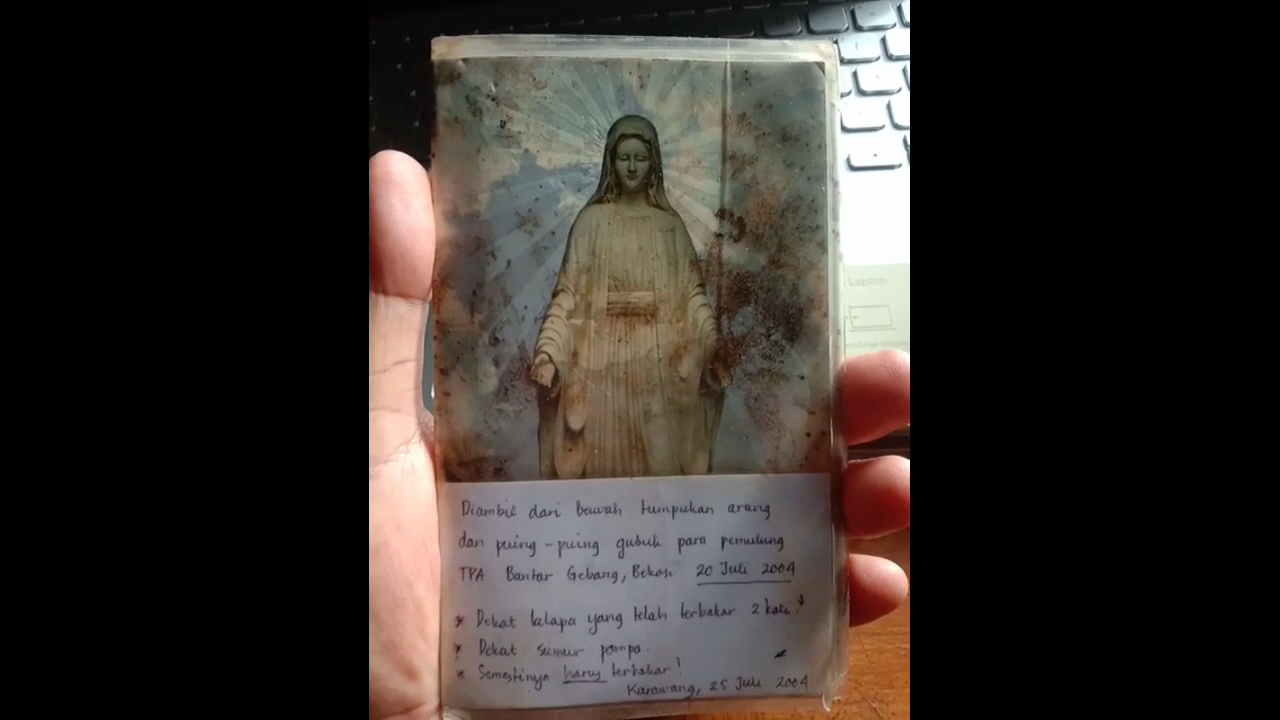 Laptop
Diambil dari bawah tumpukan arang
dan puing-puing gubuk para pemulung
TPA Bantar Gebang, Bekasi 20 Juli 2004
* Dekat kelapa yang telah terbakar 2 kali!
* Dekat sumur pompa
* Semestinya harus terbakar!
Karawang, 25 Juli 2004